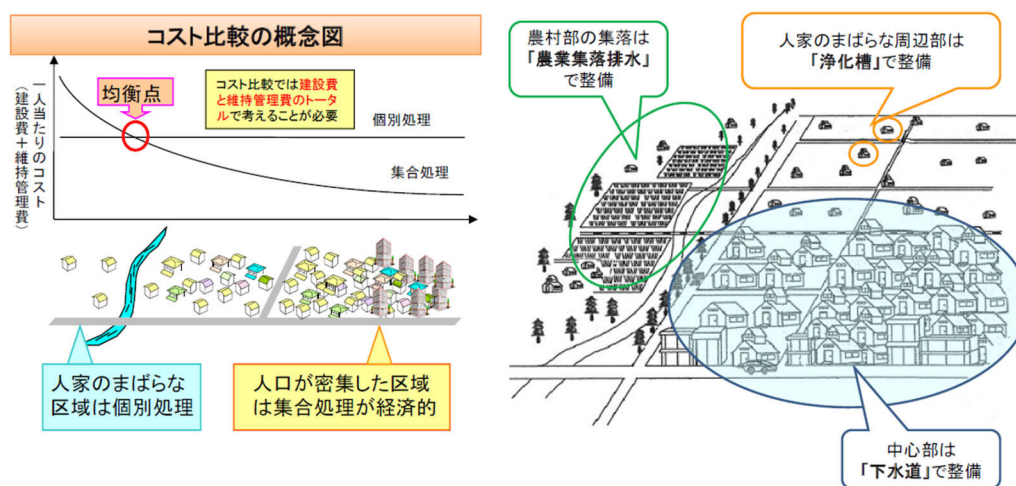 コスト比較の概念図
一人当たりのコスト
（建設費＋維持管理費）
均衡点
コスト比較では建設費
と維持管理費のトータ
ルで考えることが必要
個別処理
集合処理
人家のまばらな
区域は個別処理
人口が密集した区域
は集合処理が経済的
農村部の集落は
「農業集落排水」
で整備
人家のまばらな周辺部は
「浄化槽」で整備
中心部は
「下水道」で整備